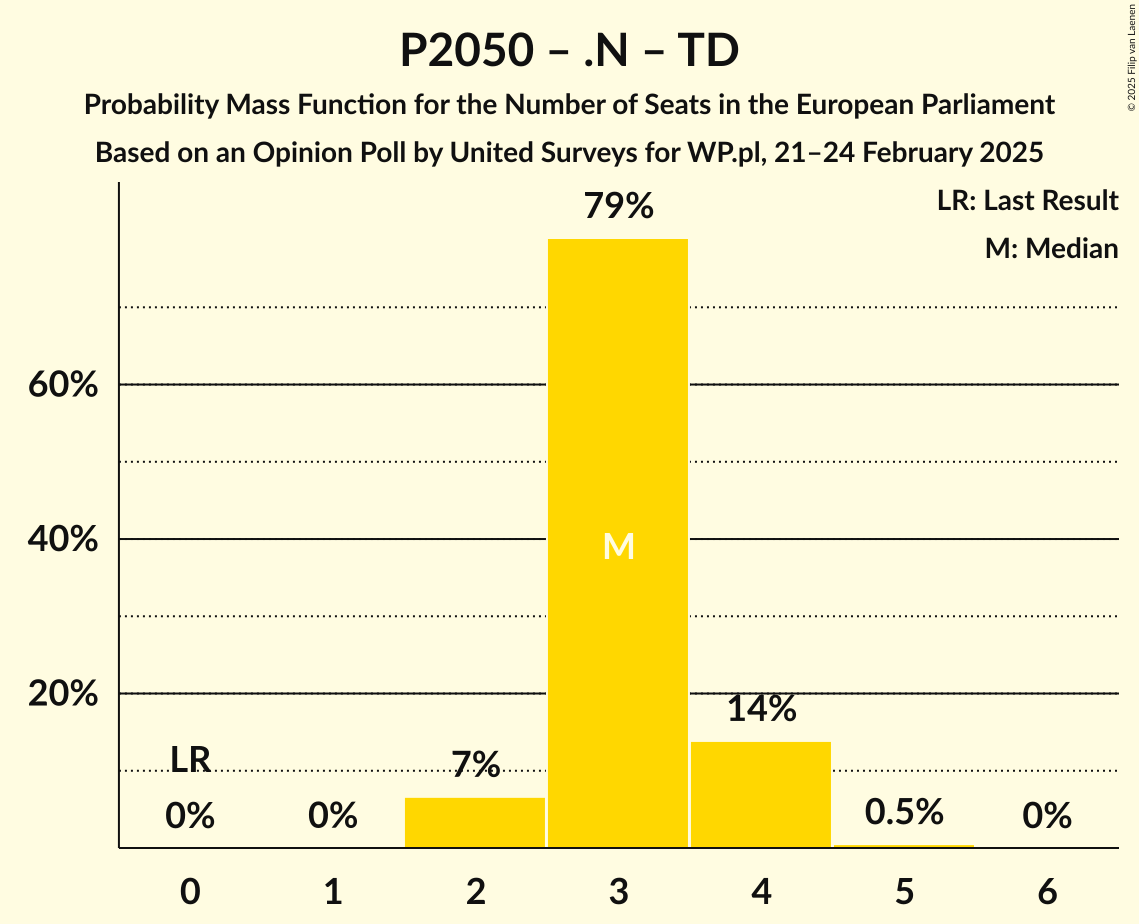 P2050 – .N – TD
Probability Mass Function for the Number of Seats in the European Parliament
Based on an Opinion Poll by United Surveys for WP.pl, 21–24 February 2025
© 2025 Filip van Laenen
LR: Last Result
M: Median
79%
60%
40%
M
20%
14%
LR
7%
0%
0%
0.5%
0%
0
1
2
3
4
5
6